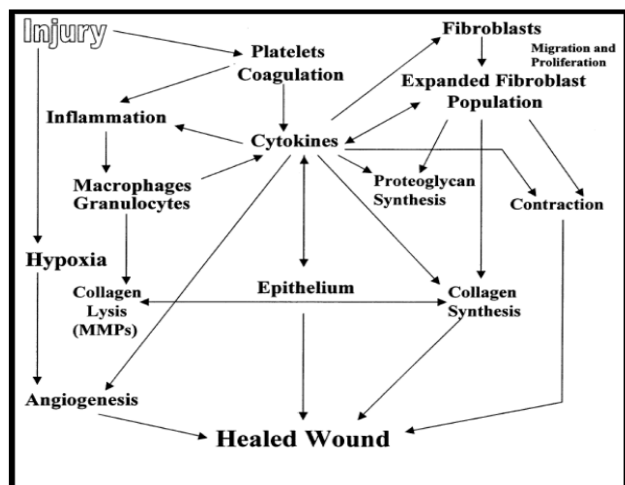 Injury
Platelets
Coagulation
Fibroblasts
Migration and
Proliferation
Expanded Fibroblast
Population
Inflammation
Cytokines
Macrophages
Granulocytes
Proteoglycan
Synthesis
Contraction
Hypoxia
Collagen
Lysis
(MMPs)
Epithelium
Collagen
Synthesis
Angiogenesis
Healed Wound